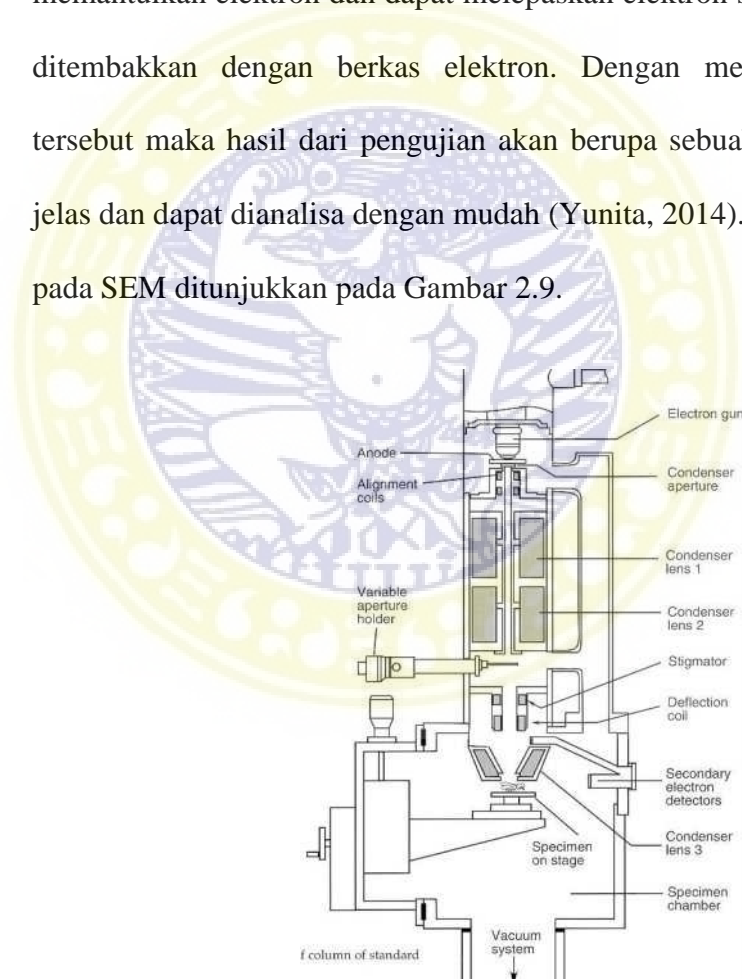 memantulkan elektron dan dapat melepaskan elektron
ditembakkan dengan berkas elektron. Dengan
tersebut maka hasil dari pengujian akan berupa
jelas dan dapat dianalisa dengan mudah (Yunita, 2014).
pada SEM ditunjukkan pada Gambar 2.9.
Electron gun
Anode
Condenser
aperture
Alignment
coils
Condenser
lens 1
Variable
aperture
holder
Condenser
lens 2
Stigmator
Deflection
coil
Secondary
electron
detectors
Condenser
lens 3
Specimen
on stage
Specimen
chamber
Vacuum
system
f column of standard